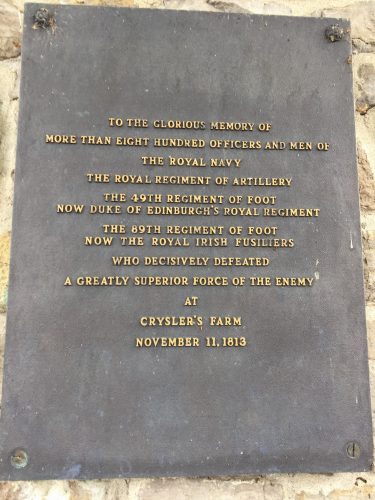 TO THE GLORIOUS MEMORY OF
MORE THAN EIGHT HUNDRED OFFICERS AND MEN OF
THE ROYAL NAVY
THE ROYAL REGIMENT OF ARTILLERY
THE 49TH REGIMENT OF FOOT
NOW DUKE OF EDINBURGH'S ROYAL REGIMENT
THE 89TH REGIMENT OF FOOT
NOW THE ROYAL IRISH FUSILIERS
WHO DECISIVELY DEFEATED
A GREATLY SUPERIOR FORCE OF THE ENEMY
AT
CRYSLER'S FARM
NOVEMBER 11, 1813